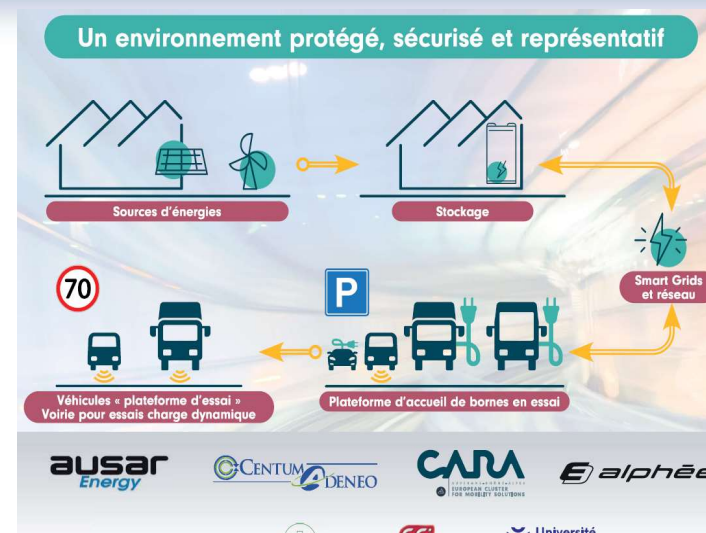 Un environnement protégé, sécurisé et représentatif
Sources d'énergies
Stockage
Smart Grids
et réseau
70
P
Véhicules « plateforme d'essai »
Voirie pour essais charge dynamique
Plateforme d'accueil de bornes en essai
ausar
Energy
CENTUM ADENEO
CARA
EUROPEAN CLUSTER
FOR MOBILITY SOLUTIONS
alphée
Université